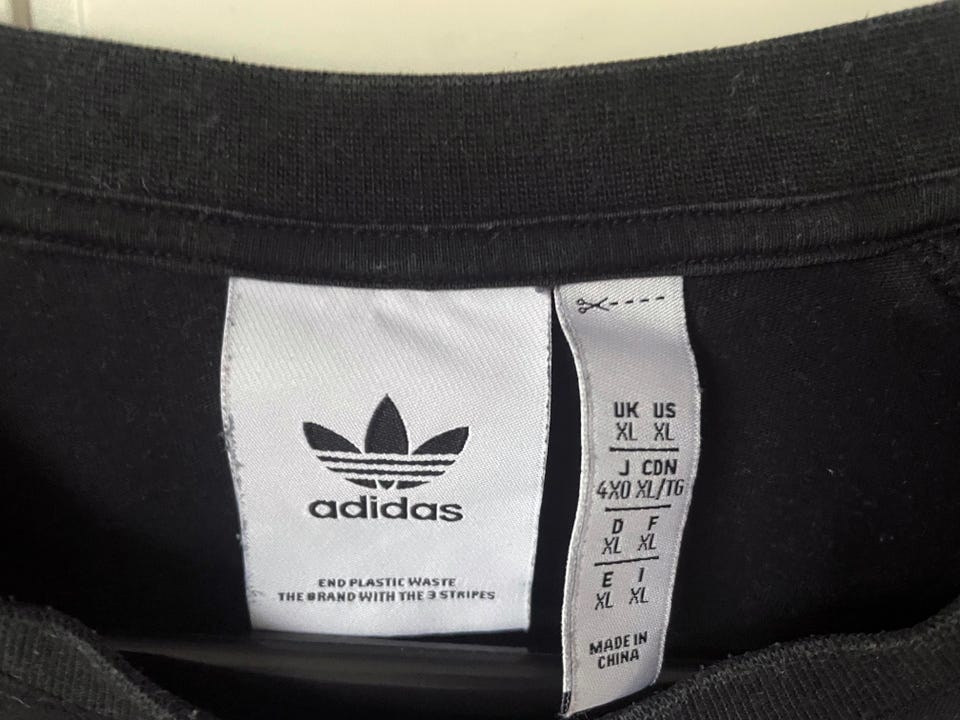 adidas
END PLASTIC WASTE
THE BRAND WITH THE 3 STRIPES
UK US
XL XL
J CDN
4XO XL/TG
D F
XL XL
E I
XL XL
MADE IN
CHINA